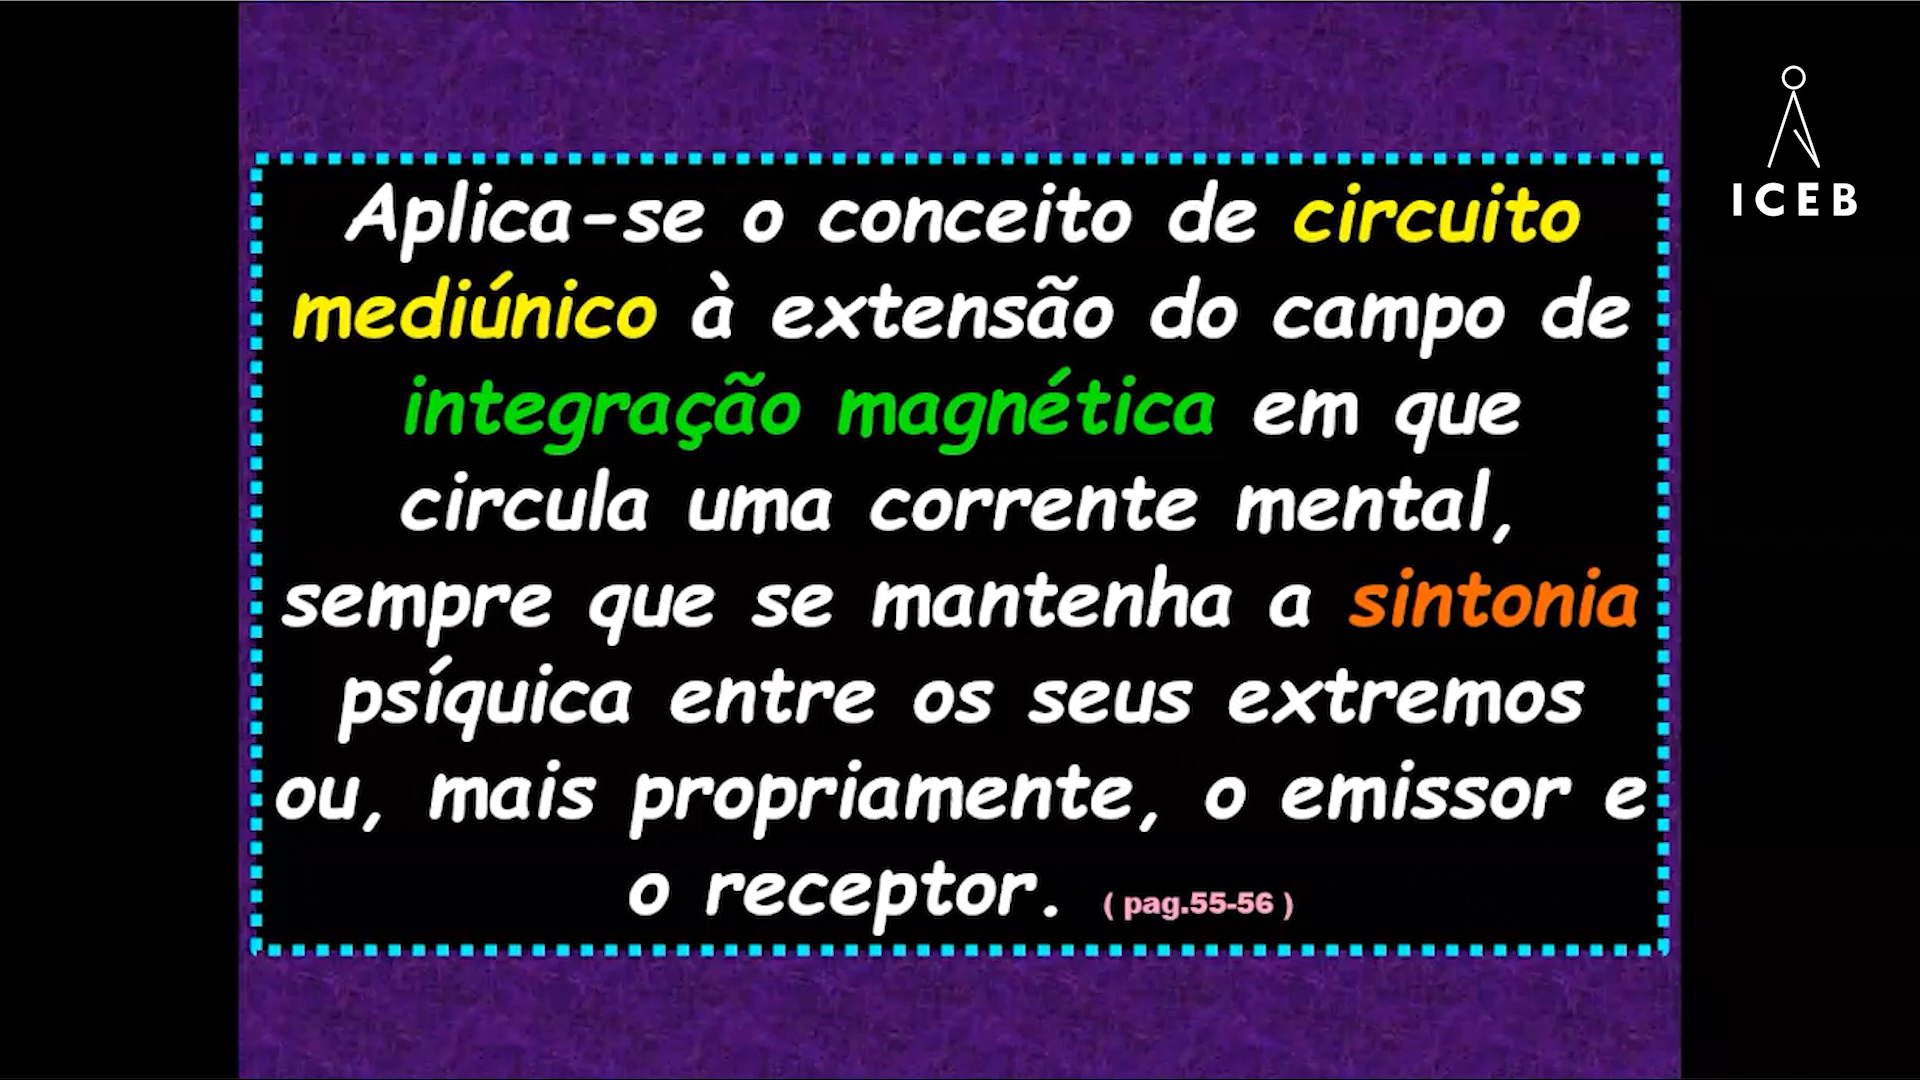 Aplica-se o conceito de circuito
mediúnico à extensão do campo de
integração magnética em que
circula uma corrente mental,
sempre que se mantenha a sintonia
psíquica entre os seus extremos
ou, mais propriamente, o emissor e
o receptor. ( pag.55-56 )
ICEB